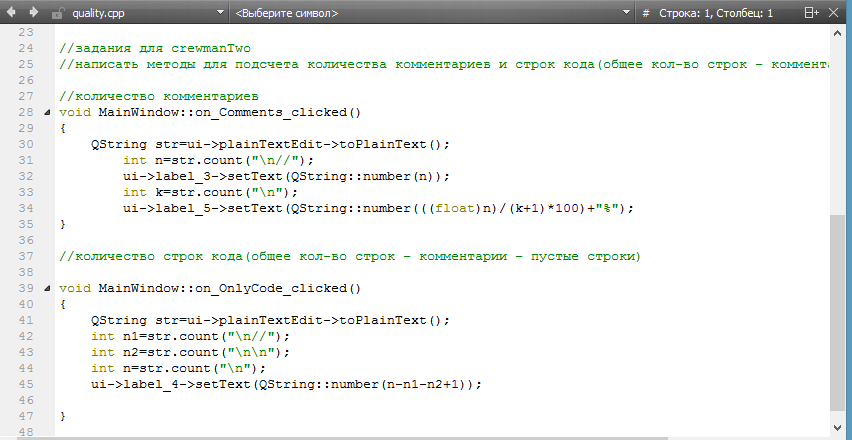 quality.cpp <Выберите символ> # Строка: 1, Столбец: 1
23
24 //задания для crewmanTwo
25 //написать методы для подсчета количества комментариев и строк кода(общее кол-во строк - коммента
26
27 //количество комментариев
28 void MainWindow::on_Comments_clicked()
29 {
30 QString str=ui->plainTextEdit->toPlainText();
31 int n=str.count("\n//");
32 ui->label_3->setText(QString::number(n));
33 int k=str.count("\n");
34 ui->label_5->setText(QString::number(((float)n)/(k+1)*100)+"%");
35 }
36
37 //количество строк кода(общее кол-во строк - комментарии - пустые строки)
38
39 void MainWindow::on_OnlyCode_clicked()
40 {
41 QString str=ui->plainTextEdit->toPlainText();
42 int n1=str.count("\n//");
43 int n2=str.count("\n\n");
44 int n=str.count("\n");
45 ui->label_4->setText(QString::number(n-n1-n2+1));
46
47 }
48